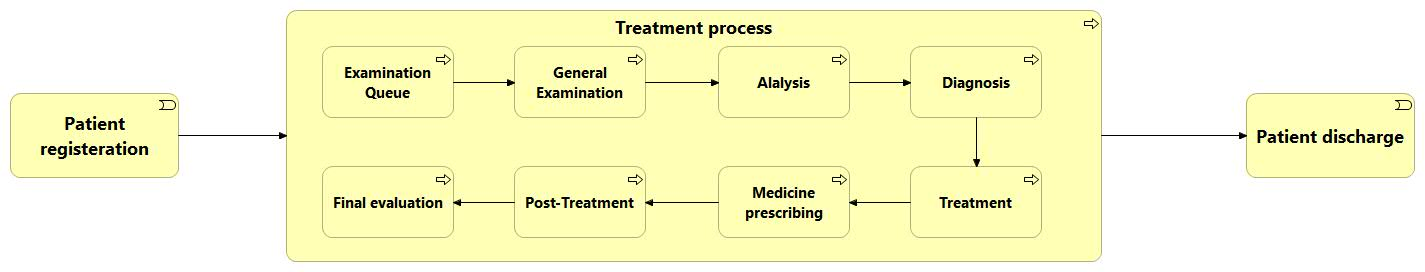 Treatment process
Examination
Queue
General
Examination
Alalysis
Diagnosis
Patient
registeration
Patient discharge
Final evaluation
Post-Treatment
Medicine
prescribing
Treatment